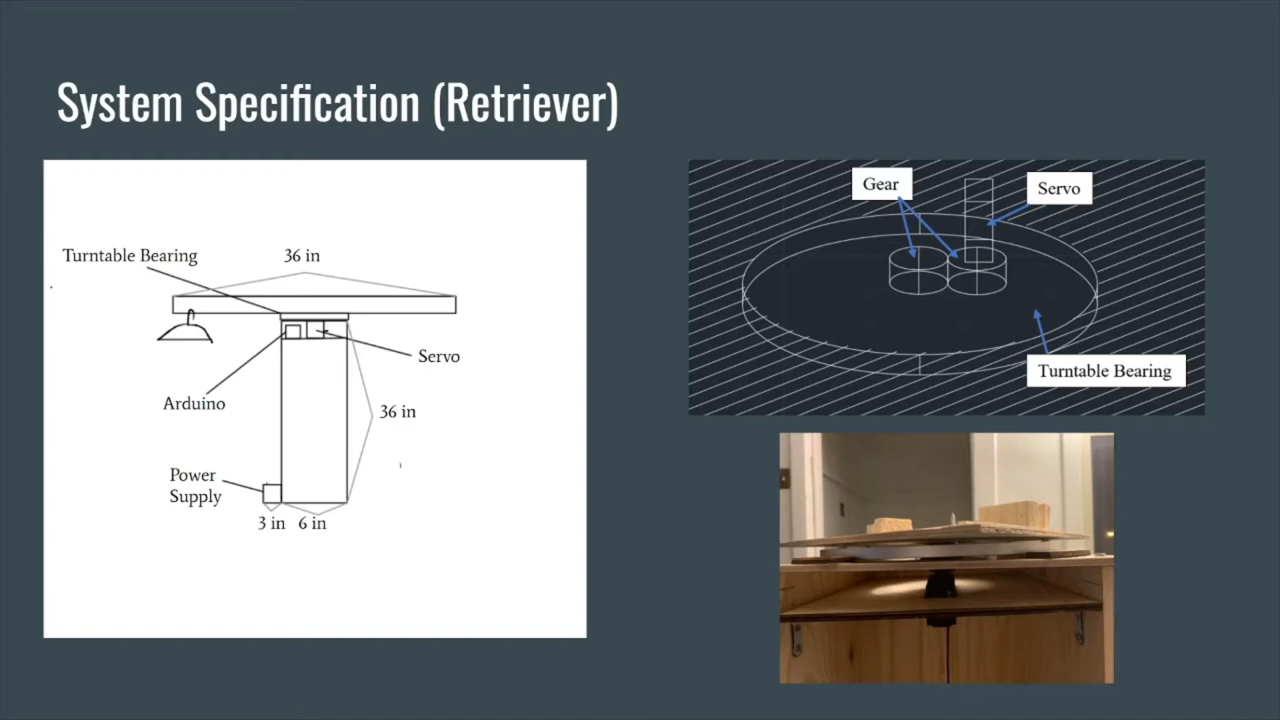 System Specification (Retriever)
Turntable Bearing
36 in
Servo
Arduino
36 in
Power
Supply
3 in
6 in
Gear
Servo
Turntable Bearing